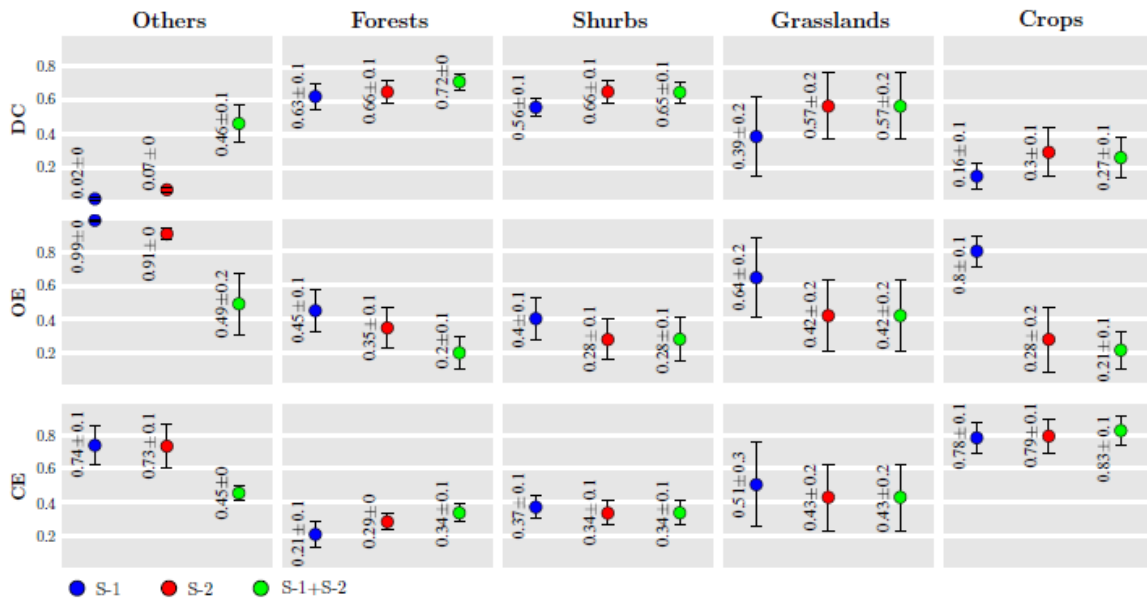 Others Forests Shurbs Grasslands Crops
DC
0.8
0.6
0.4
0.2
0.02±0 0.07±0 0.46±0.1
0.63±0.1 0.66±0.1 0.72±0
0.56±0.1 0.66±0.1 0.65±0.1
0.39±0.2 0.57±0.2 0.57±0.2
0.16±0.1 0.3±0.1 0.27±0.1
OE
0.8
0.6
0.4
0.2
0.99±0 0.91±0 0.49±0.2
0.45±0.1 0.35±0.1 0.2±0.1
0.4±0.1 0.28±0.1 0.28±0.1
0.64±0.2 0.42±0.2 0.42±0.2
0.8±0.1 0.28±0.2 0.21±0.1
CE
0.8
0.6
0.4
0.2
0.74±0.1 0.73±0.1 0.45±0
0.21±0.1 0.29±0 0.34±0.1
0.37±0.1 0.34±0.1 0.34±0.1
0.51±0.3 0.43±0.2 0.43±0.2
0.78±0.1 0.79±0.1 0.83±0.1
S-1 S-2 S-1+S-2